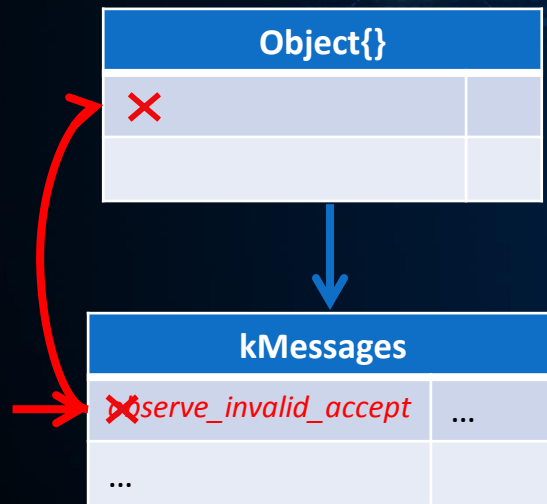 Object{}
kMessages
observe_invalid_accept ...
...